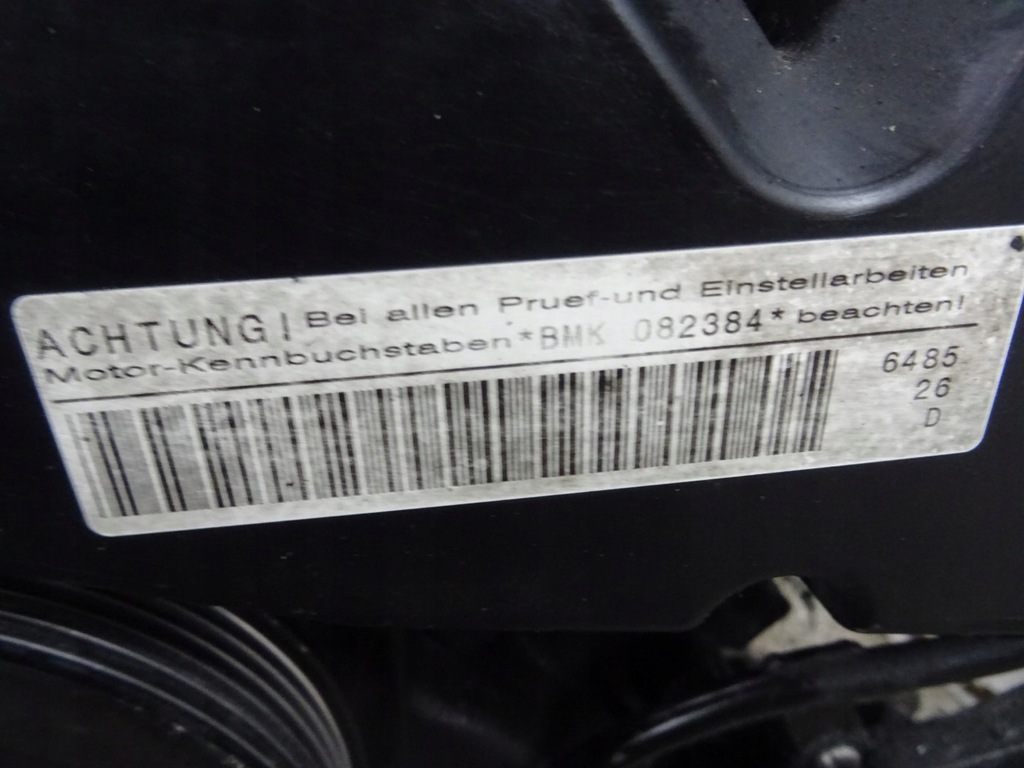 ACHTUNG! Bei allen Pruef-und Einstellarbeiten
Motor-Kennbuchstaben *BMK 082384* beachten!
6485
26
D